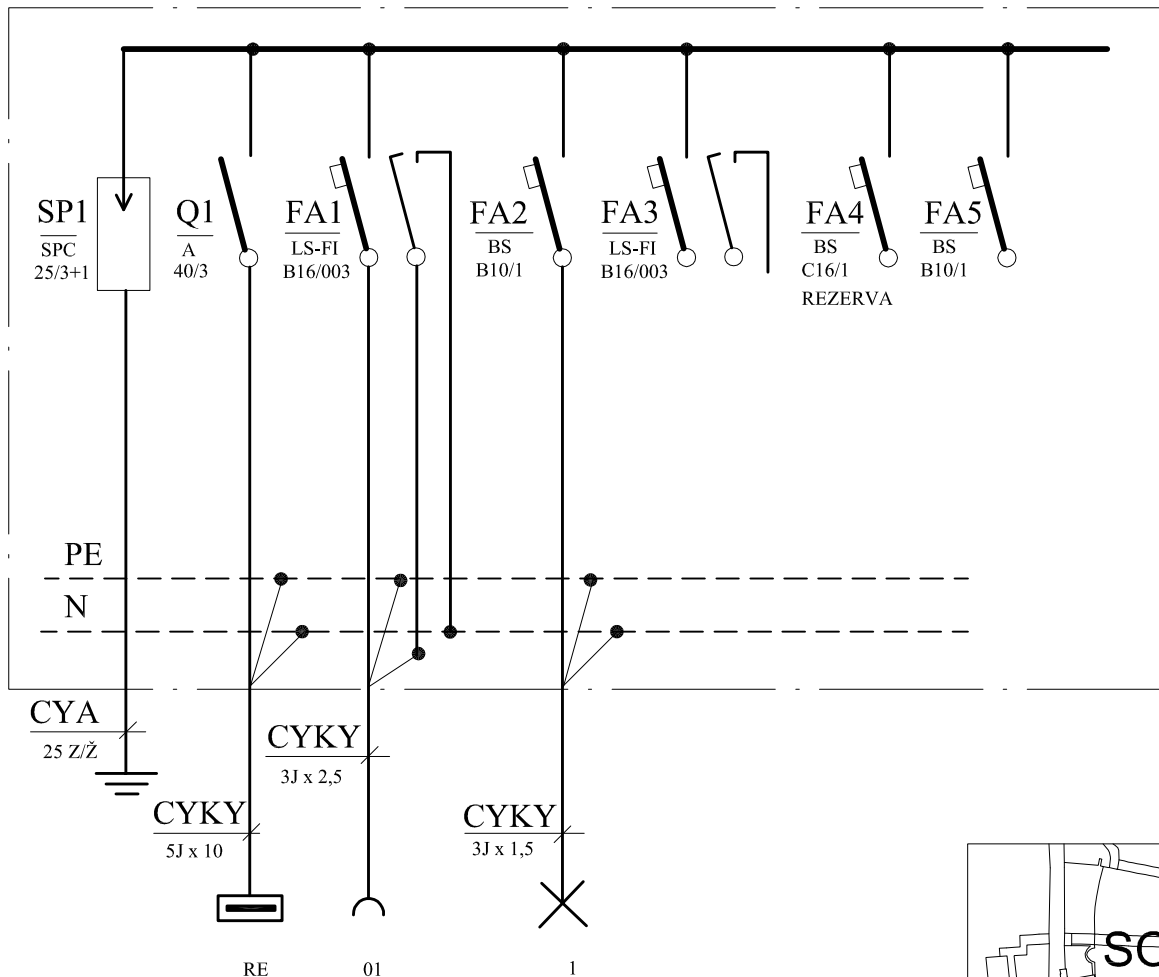 SP1
SPC
25/3+1
Q1
A
40/3
FA1
LS-FI
B16/003
FA2
BS
B10/1
FA3
LS-FI
B16/003
FA4
BS
C16/1
REZERVA
FA5
BS
B10/1
PE
N
CYA
25 Z/Ž
CYKY
3J x 2,5
CYKY
5J x 10
CYKY
3J x 1,5
RE
01
1